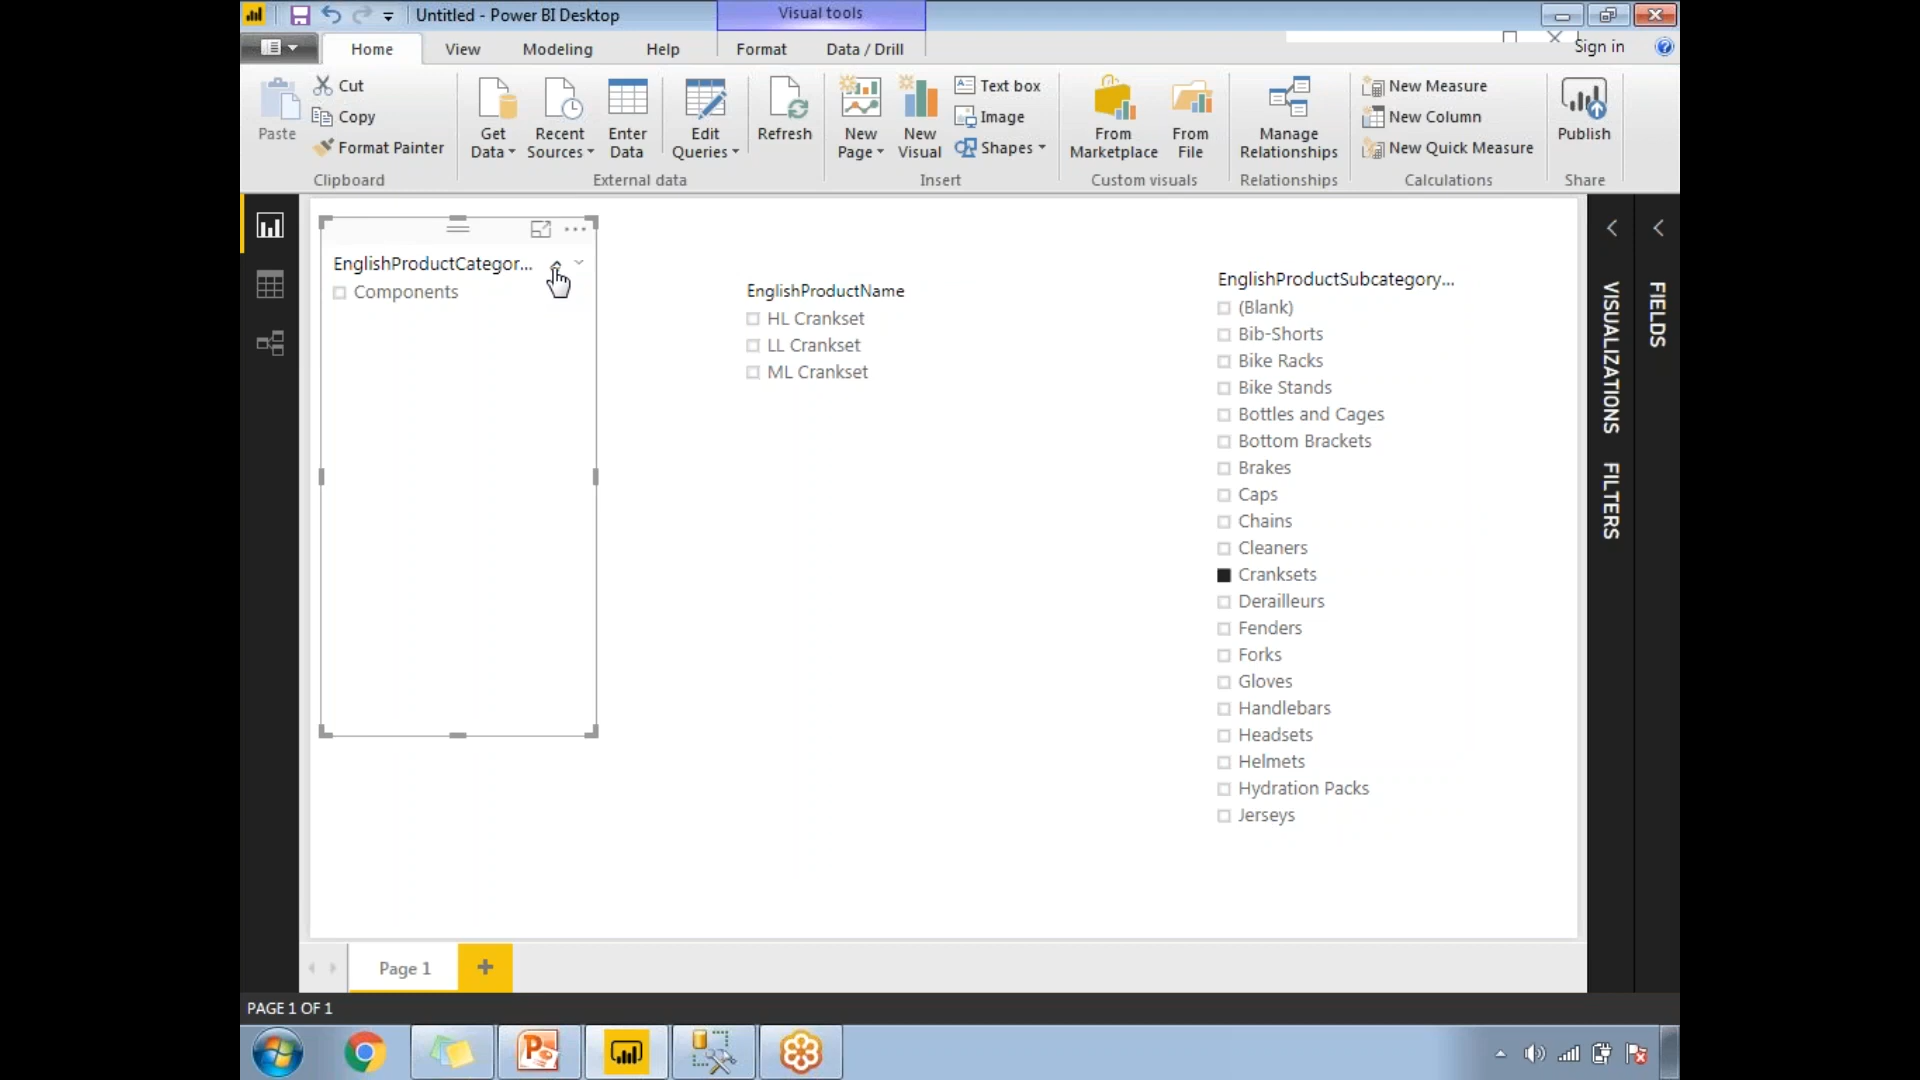 Untitled - Power BI Desktop
Visual tools
Home
View
Modeling
Help
Format
Data / Drill
Sign in
Paste
Cut
Copy
Format Painter
Clipboard
Get Data
Recent Sources
Enter Data
Edit Queries
External data
Refresh
New Page
New Visual
Text box
Image
Shapes
Insert
From Marketplace
From File
Custom visuals
Manage Relationships
Relationships
New Measure
New Column
New Quick Measure
Calculations
Publish
Share
EnglishProductCategor...
Components
EnglishProductName
HL Crankset
LL Crankset
ML Crankset
EnglishProductSubcategory...
(Blank)
Bib-Shorts
Bike Racks
Bike Stands
Bottles and Cages
Bottom Brackets
Brakes
Caps
Chains
Cleaners
Cranksets
Derailleurs
Fenders
Forks
Gloves
Handlebars
Headsets
Helmets
Hydration Packs
Jerseys
VISUALIZATIONS
FILTERS
FIELDS
Page 1
PAGE 1 OF 1